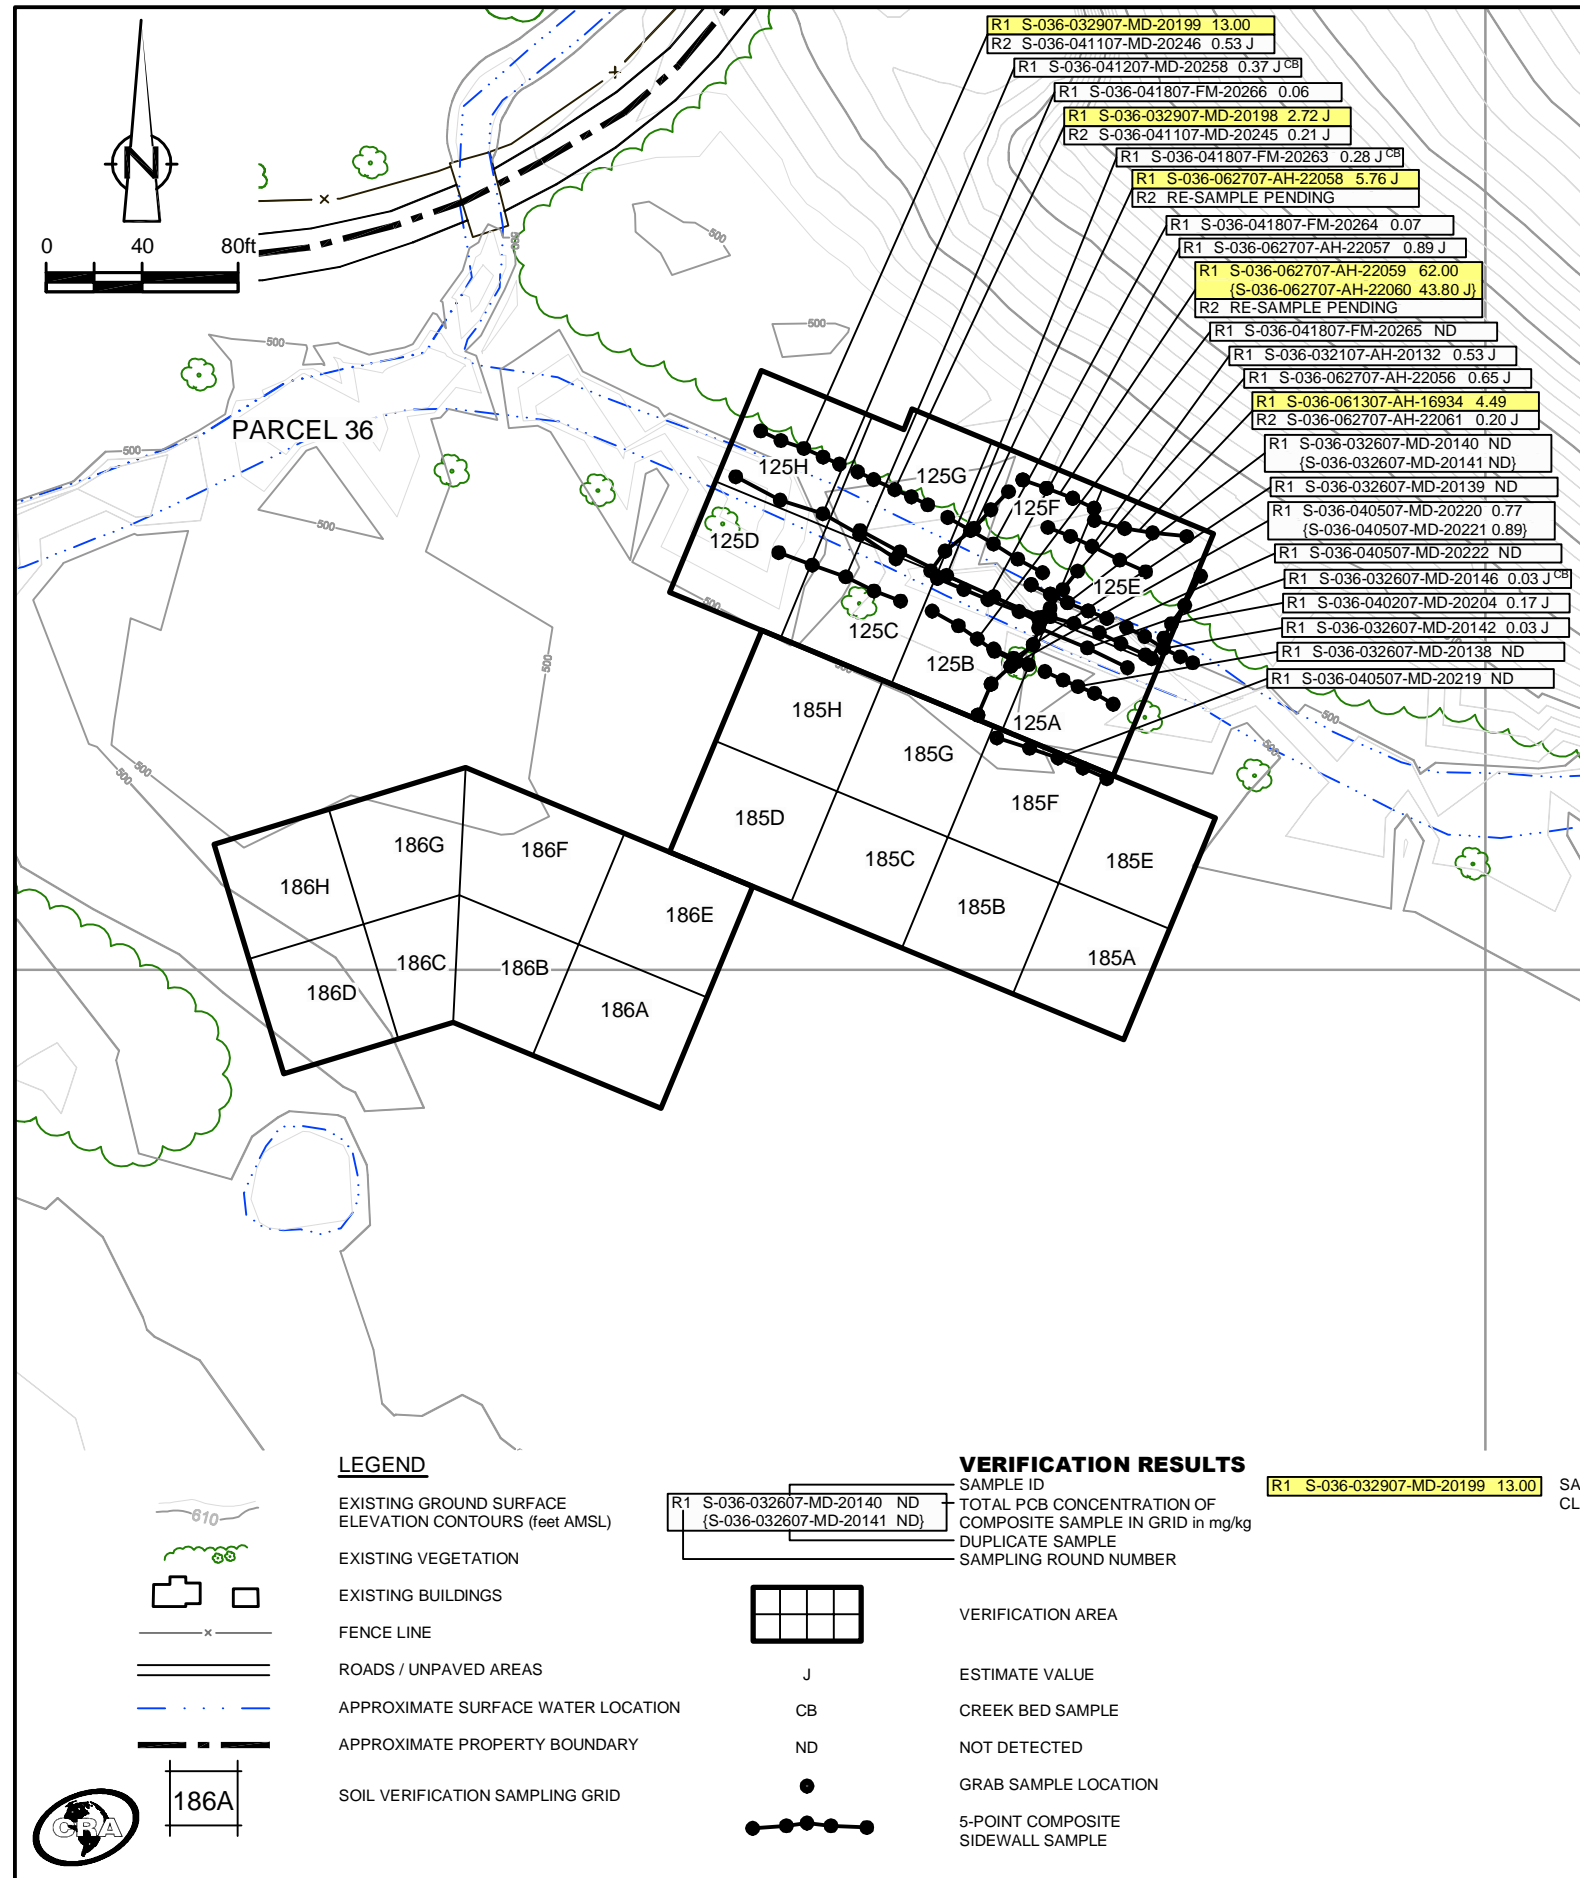 R1 S-036-032907-MD-20199 13.00
R2 S-036-041107-MD-20246 0.53 J
R1 S-036-041207-MD-20258 0.37 J CB
R1 S-036-041807-FM-20266 0.06
R1 S-036-032907-MD-20198 2.72 J
R2 S-036-041107-MD-20245 0.21 J
R1 S-036-041807-FM-20263 0.28 J CB
R1 S-036-062707-AH-22058 5.76 J
R2 RE-SAMPLE PENDING
R1 S-036-041807-FM-20264 0.07
R1 S-036-062707-AH-22057 0.89 J
R1 S-036-062707-AH-22059 62.00
{S-036-062707-AH-22060 43.80 J}
R2 RE-SAMPLE PENDING
R1 S-036-041807-FM-20265 ND
R1 S-036-032107-AH-20132 0.53 J
R1 S-036-062707-AH-22056 0.65 J
R1 S-036-061307-AH-16934 4.49
R2 S-036-062707-AH-22061 0.20 J
R1 S-036-032607-MD-20140 ND
{S-036-032607-MD-20141 ND}
R1 S-036-032607-MD-20139 ND
R1 S-036-040507-MD-20220 0.77
{S-036-040507-MD-20221 0.89}
R1 S-036-040507-MD-20222 ND
R1 S-036-032607-MD-20146 0.03 J CB
R1 S-036-040207-MD-20204 0.17 J
R1 S-036-032607-MD-20142 0.03 J
R1 S-036-032607-MD-20138 ND
R1 S-036-040507-MD-20219 ND
N
0 40 80ft
500
500
500
500
500
500
500
500
500
500
500
PARCEL 36
125H
125G
125F
125D
125E
125C
125B
125A
185H
185G
185F
185D
185C
185E
185B
185A
186G
186F
186H
186E
186C
186B
186D
186A
LEGEND
610
EXISTING GROUND SURFACE
ELEVATION CONTOURS (feet AMSL)
EXISTING VEGETATION
EXISTING BUILDINGS
x
FENCE LINE
ROADS / UNPAVED AREAS
APPROXIMATE SURFACE WATER LOCATION
APPROXIMATE PROPERTY BOUNDARY
186A
SOIL VERIFICATION SAMPLING GRID
CRA
VERIFICATION RESULTS
R1 S-036-032607-MD-20140 ND
{S-036-032607-MD-20141 ND}
SAMPLE ID
TOTAL PCB CONCENTRATION OF
COMPOSITE SAMPLE IN GRID in mg/kg
DUPLICATE SAMPLE
SAMPLING ROUND NUMBER
R1 S-036-032907-MD-20199 13.00
SA
CL
VERIFICATION AREA
J ESTIMATE VALUE
CB CREEK BED SAMPLE
ND NOT DETECTED
GRAB SAMPLE LOCATION
5-POINT COMPOSITE
SIDEWALL SAMPLE